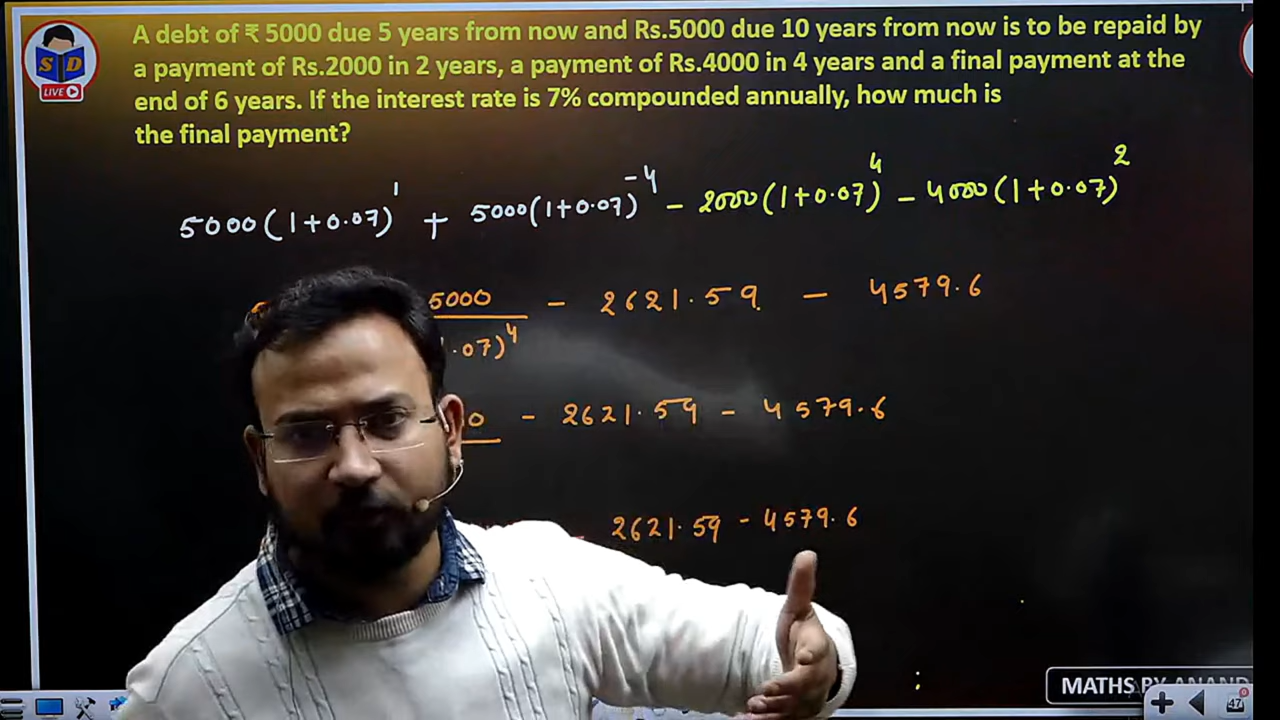 S D
LIVE
A debt of ₹ 5000 due 5 years from now and Rs.5000 due 10 years from now is to be repaid by
a payment of Rs.2000 in 2 years, a payment of Rs.4000 in 4 years and a final payment at the
end of 6 years. If the interest rate is 7% compounded annually, how much is
the final payment?
5000(1+0.07)¹ + 5000(1+0.07)⁻⁴ − 2000(1+0.07)⁴ − 4000(1+0.07)²
5000 − 2621.59 − 4579.6
.07)⁴
0 − 2621.59 − 4579.6
− 2621.59 - 4579.6
MATHS BY ANAND
47